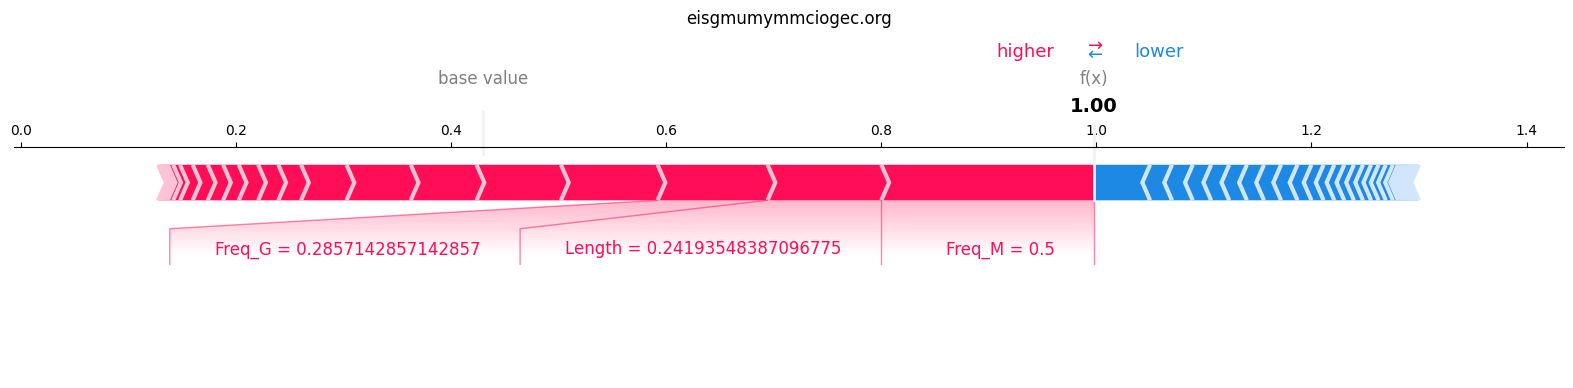 eisgmumymmciogec.org
higher → lower
←
base value f(x)
1.00
0.0 0.2 0.4 0.6 0.8 1.0 1.2 1.4
Freq_G = 0.2857142857142857 Length = 0.24193548387096775 Freq_M = 0.5